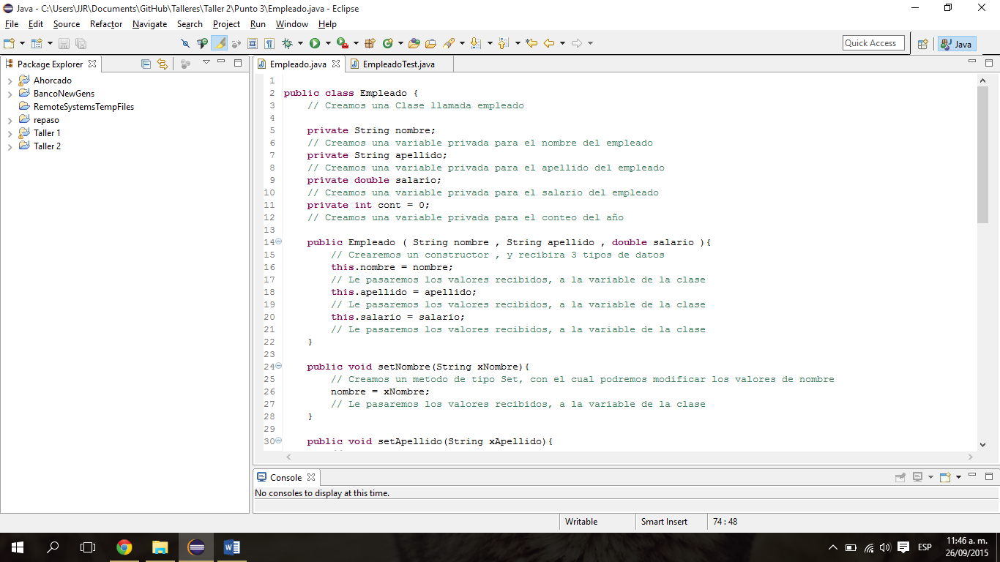 Java - C:\Users\JJR\Documents\GitHub\Talleres\Taller 2\Punto 3\Empleado.java - Eclipse
File Edit Source Refactor Navigate Search Project Run Window Help
Quick Access
Java
Package Explorer
Ahorcado
BancoNewGens
RemoteSystemsTempFiles
repaso
Taller 1
Taller 2
Empleado.java
EmpleadoTest.java
1
2 public class Empleado {
3 // Creamos una Clase llamada empleado
4
5 private String nombre;
6 // Creamos una variable privada para el nombre del empleado
7 private String apellido;
8 // Creamos una variable privada para el apellido del empleado
9 private double salario;
10 // Creamos una variable privada para el salario del empleado
11 private int cont = 0;
12 // Creamos una variable privada para el conteo del año
13
14 public Empleado ( String nombre , String apellido , double salario ){
15 // Crearemos un constructor , y recibira 3 tipos de datos
16 this.nombre = nombre;
17 // Le pasaremos los valores recibidos, a la variable de la clase
18 this.apellido = apellido;
19 // Le pasaremos los valores recibidos, a la variable de la clase
20 this.salario = salario;
21 // Le pasaremos los valores recibidos, a la variable de la clase
22 }
23
24 public void setNombre(String xNombre){
25 // Creamos un metodo de tipo Set, con el cual podremos modificar los valores de nombre
26 nombre = xNombre;
27 // Le pasaremos los valores recibidos, a la variable de la clase
28 }
29
30 public void setApellido(String xApellido){
Console
No consoles to display at this time.
Writable
Smart Insert
74 : 48
ESP
11:46 a. m.
26/09/2015